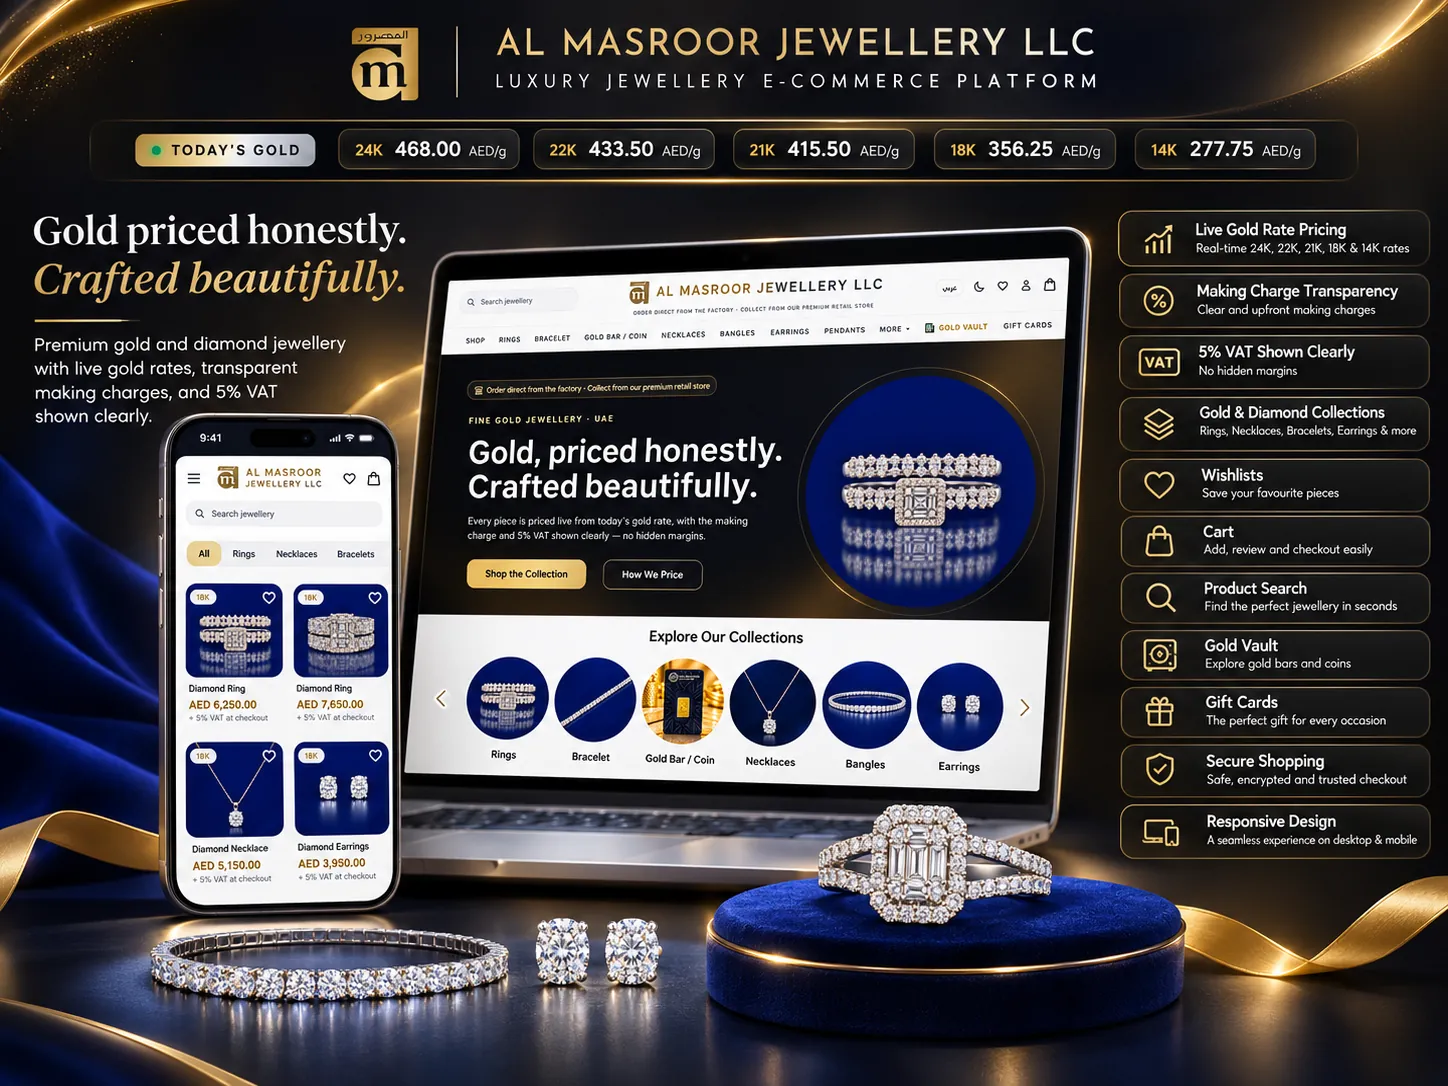 المسرور
m
AL MASROOR JEWELLERY LLC
LUXURY JEWELLERY E-COMMERCE PLATFORM
TODAY'S GOLD
24K 468.00 AED/g
22K 433.50 AED/g
21K 415.50 AED/g
18K 356.25 AED/g
14K 277.75 AED/g
Gold priced honestly.
Crafted beautifully.
Premium gold and diamond jewellery
with live gold rates, transparent
making charges, and 5% VAT
shown clearly.
9:41
AL MASROOR
JEWELLERY LLC
Search jewellery
All Rings Necklaces Bracelets
18K
Diamond Ring
AED 6,250.00
+ 5% VAT at checkout
Diamond Ring
AED 7,650.00
+ 5% VAT at checkout
18K
Diamond Necklace
AED 5,150.00
+ 5% VAT at checkout
18K
Diamond Earrings
AED 3,950.00
+ 5% VAT at checkout
Search jewellery
AL MASROOR JEWELLERY LLC
ORDER DIRECT FROM THE FACTORY · COLLECT FROM OUR PREMIUM RETAIL STORE
عربي
SHOP RINGS BRACELET GOLD BAR / COIN NECKLACES BANGLES EARRINGS PENDANTS MORE GOLD VAULT GIFT CARDS
Order direct from the factory · Collect from our premium retail store
FINE GOLD JEWELLERY · UAE
Gold, priced honestly.
Crafted beautifully.
Every piece is priced live from today's gold rate, with the making
charge and 5% VAT shown clearly — no hidden margins.
Shop the Collection
How We Price
Explore Our Collections
Rings
Bracelet
Gold Bar / Coin
Necklaces
Bangles
Earrings
Live Gold Rate Pricing
Real-time 24K, 22K, 21K, 18K & 14K rates
%
Making Charge Transparency
Clear and upfront making charges
VAT
5% VAT Shown Clearly
No hidden margins
Gold & Diamond Collections
Rings, Necklaces, Bracelets, Earrings & more
Wishlists
Save your favourite pieces
Cart
Add, review and checkout easily
Product Search
Find the perfect jewellery in seconds
Gold Vault
Explore gold bars and coins
Gift Cards
The perfect gift for every occasion
Secure Shopping
Safe, encrypted and trusted checkout
Responsive Design
A seamless experience on desktop & mobile